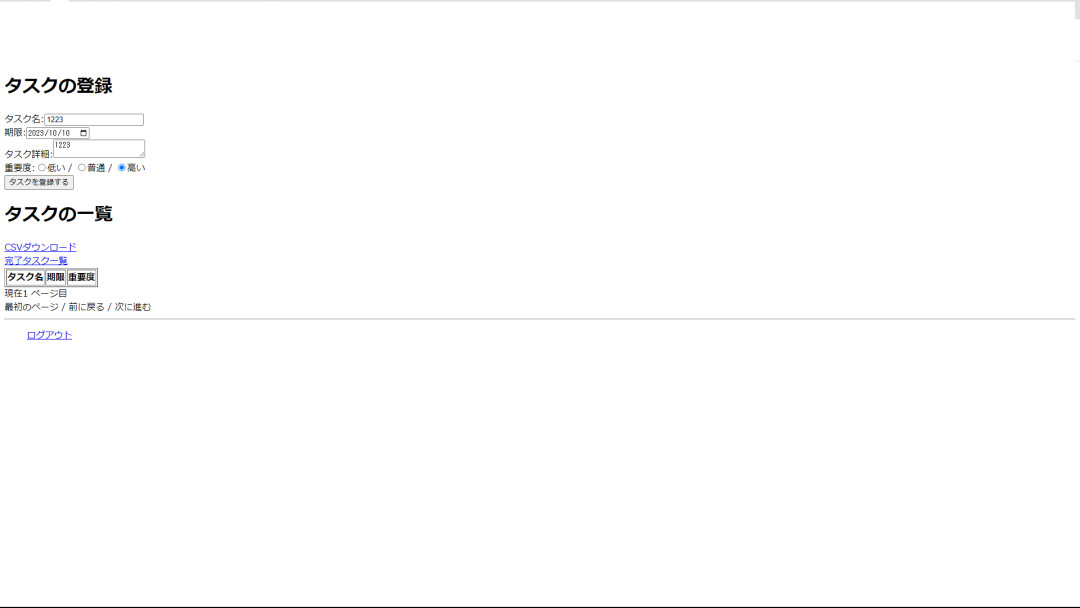 タスクの登録
タスク名:1223
期限:2023/10/10
タスク詳細:1223
重要度:低い / 普通 / 高い
タスクを登録する
タスクの一覧
CSVダウンロード
完了タスク一覧
タスク名 期限 重要度
現在1 ページ目
最初のページ / 前に戻る / 次に進む
ログアウト